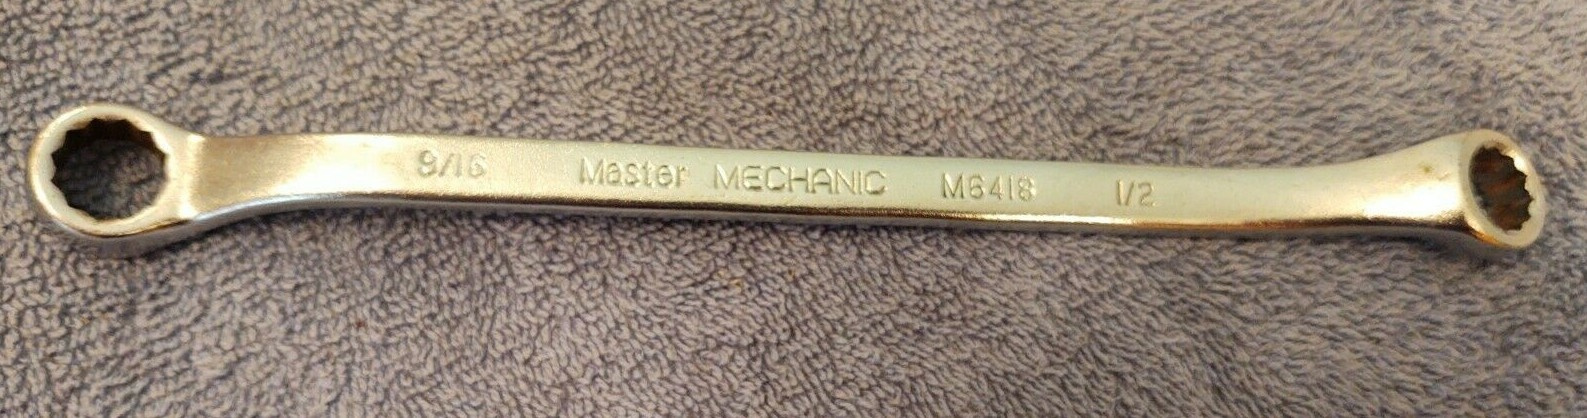 9/16 Master MECHANIC M6418 1/2